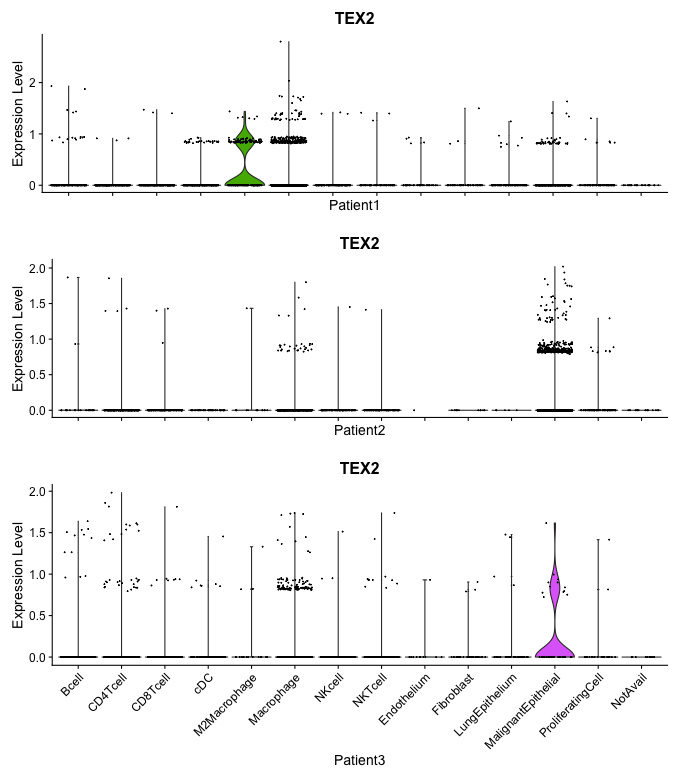 TEX2
Expression Level
2
1
0
Patient1
TEX2
Expression Level
2.0
1.5
1.0
0.5
0.0
Patient2
TEX2
Expression Level
2.0
1.5
1.0
0.5
0.0
Bcell
CD4Tcell
CD8Tcell
cDC
M2Macrophage
Macrophage
NKcell
NKTcell
Endothelium
Fibroblast
LungEpithelium
MalignantEpithelial
ProliferatingCell
NotAvail
Patient3